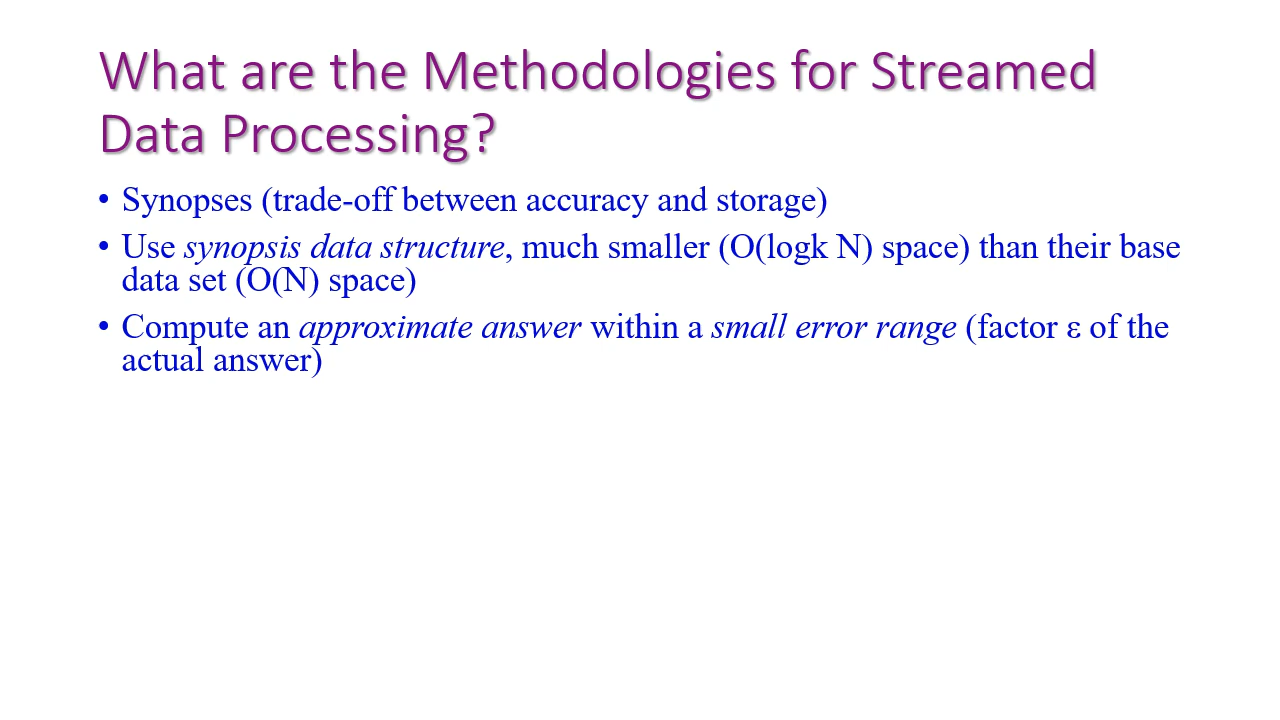 What are the Methodologies for Streamed
Data Processing?
• Synopses (trade-off between accuracy and storage)
• Use synopsis data structure, much smaller (O(logk N) space) than their base
data set (O(N) space)
• Compute an approximate answer within a small error range (factor ε of the
actual answer)